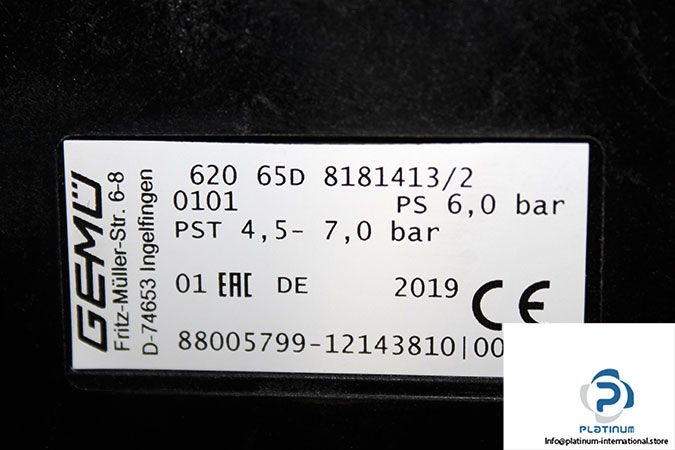 GEMÜ
Fritz-Müller-Str. 6-8
D-74653 Ingelfingen
620 65D 8181413/2
0101 PS 6,0 bar
PST 4,5- 7,0 bar
01 EAC DE 2019 CE
88005799-12143810|00
PLATINUM
Info@platinum-international.store